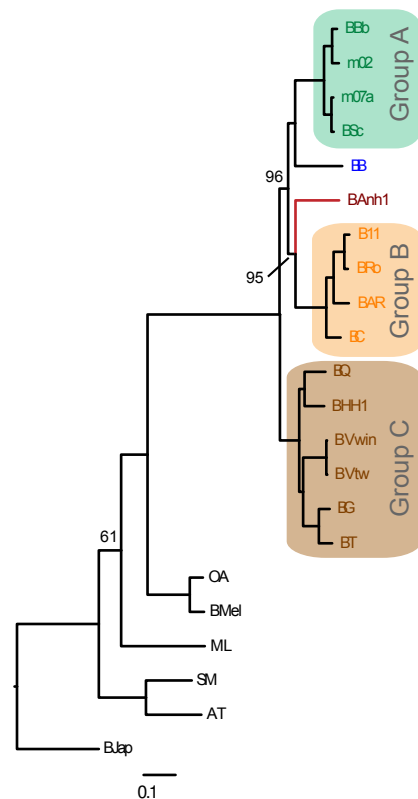 BBb
m02
m07a
BSc
Group A
BB
96
BAnh1
95
B11
BRo
BAR
BC
Group B
BQ
BHH1
BVwin
BVtw
BG
BT
Group C
61
OA
BMel
ML
SM
AT
BJap
0.1